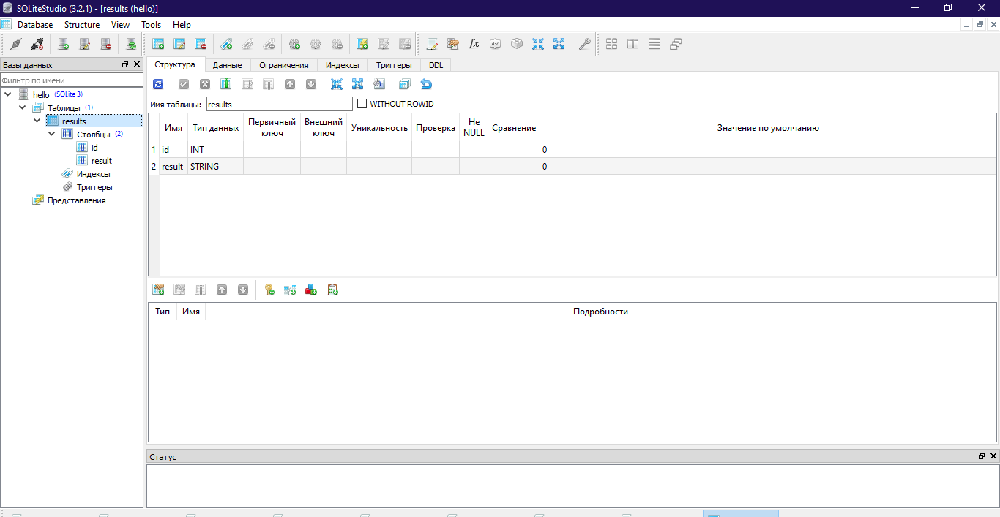 SQLiteStudio (3.2.1) - [results (hello)]
Database Structure View Tools Help
Базы данных
Фильтр по имени
hello (SQLite 3)
Таблицы (1)
results
Столбцы (2)
id
result
Индексы
Триггеры
Представления
Структура Данные Ограничения Индексы Триггеры DDL
Имя таблицы: results WITHOUT ROWID
Имя Тип данных Первичный ключ Внешний ключ Уникальность Проверка Не NULL Сравнение Значение по умолчанию
1 id INT 0
2 result STRING 0
Тип Имя Подробности
Статус